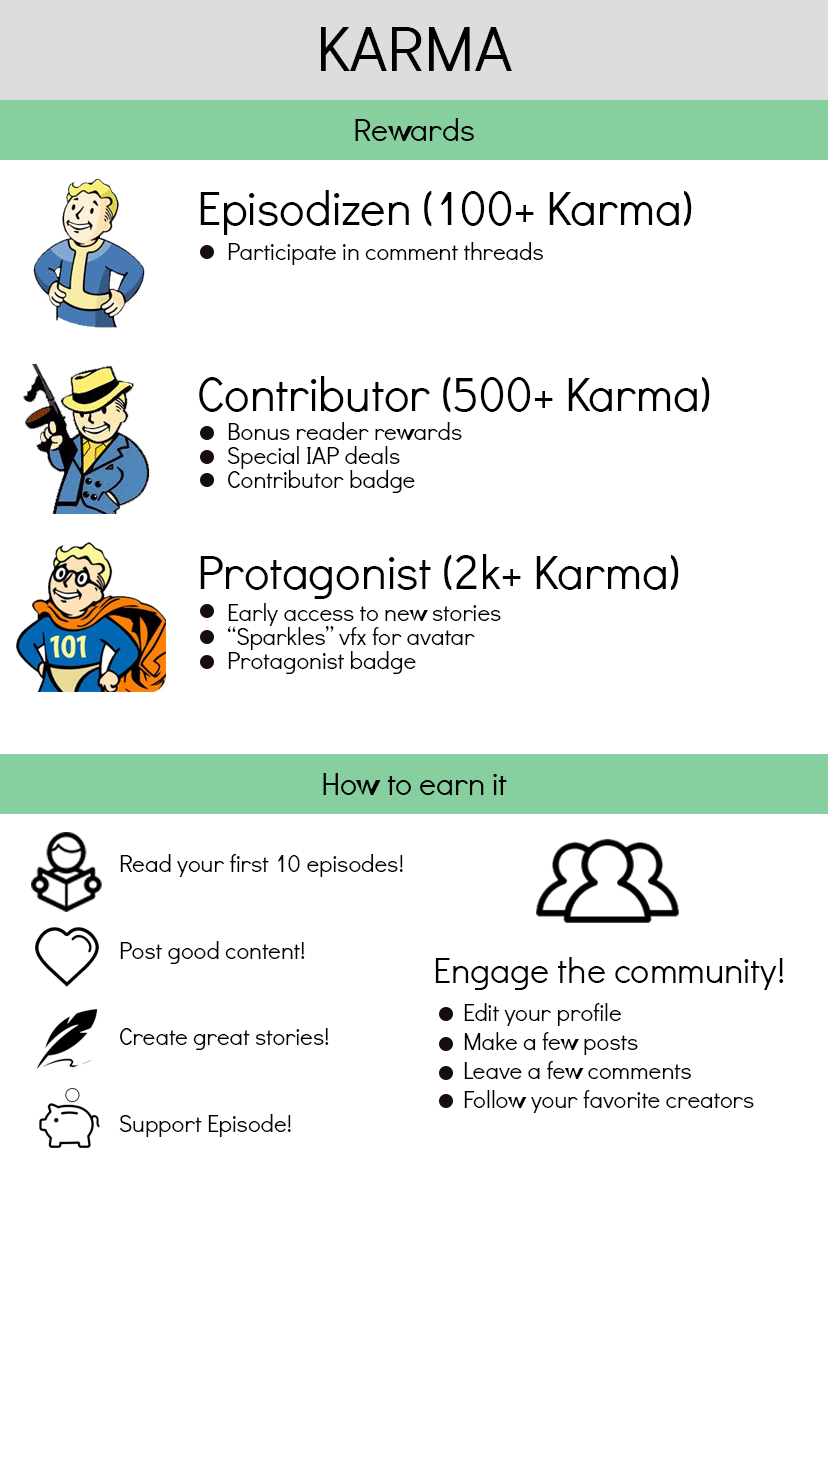 KARMA
Rewards
Episodizen (100+ Karma)
● Participate in comment threads
Contributor (500+ Karma)
● Bonus reader rewards
● Special IAP deals
● Contributor badge
Protagonist (2k+ Karma)
● Early access to new stories
● “Sparkles” vfx for avatar
● Protagonist badge
101
How to earn it
Read your first 10 episodes!
Post good content!
Create great stories!
Support Episode!
Engage the community!
● Edit your profile
● Make a few posts
● Leave a few comments
● Follow your favorite creators